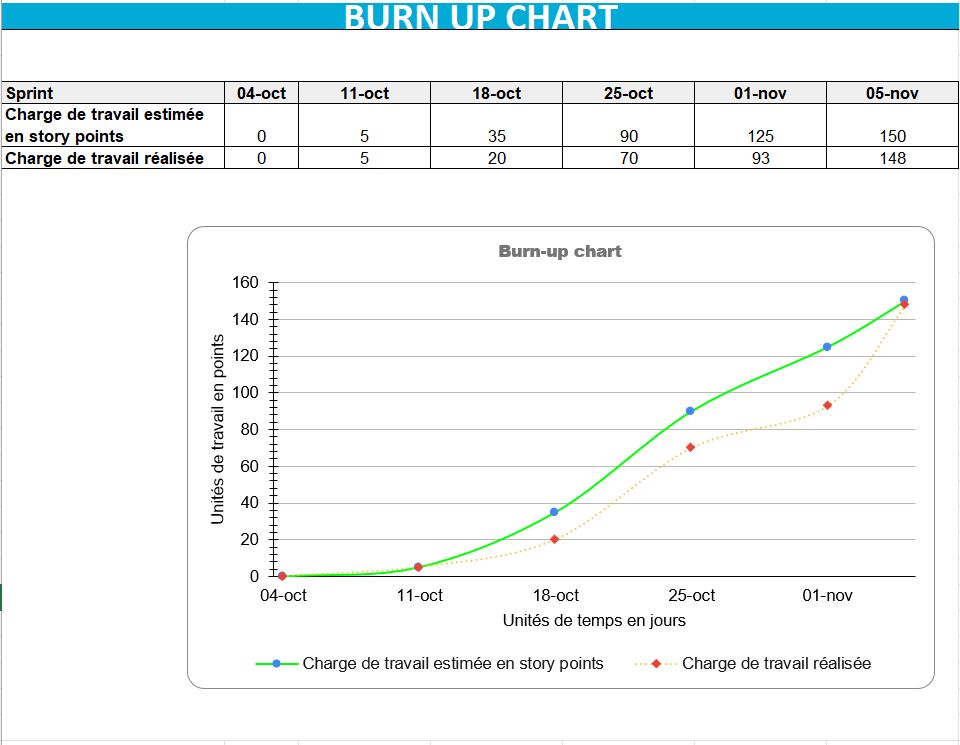 BURN UP CHART
Sprint 04-oct 11-oct 18-oct 25-oct 01-nov 05-nov
Charge de travail estimée
en story points 0 5 35 90 125 150
Charge de travail réalisée 0 5 20 70 93 148
Burn-up chart
160
140
120
100
80
60
40
20
0
Unités de travail en points
04-oct 11-oct 18-oct 25-oct 01-nov
Unités de temps en jours
Charge de travail estimée en story points Charge de travail réalisée